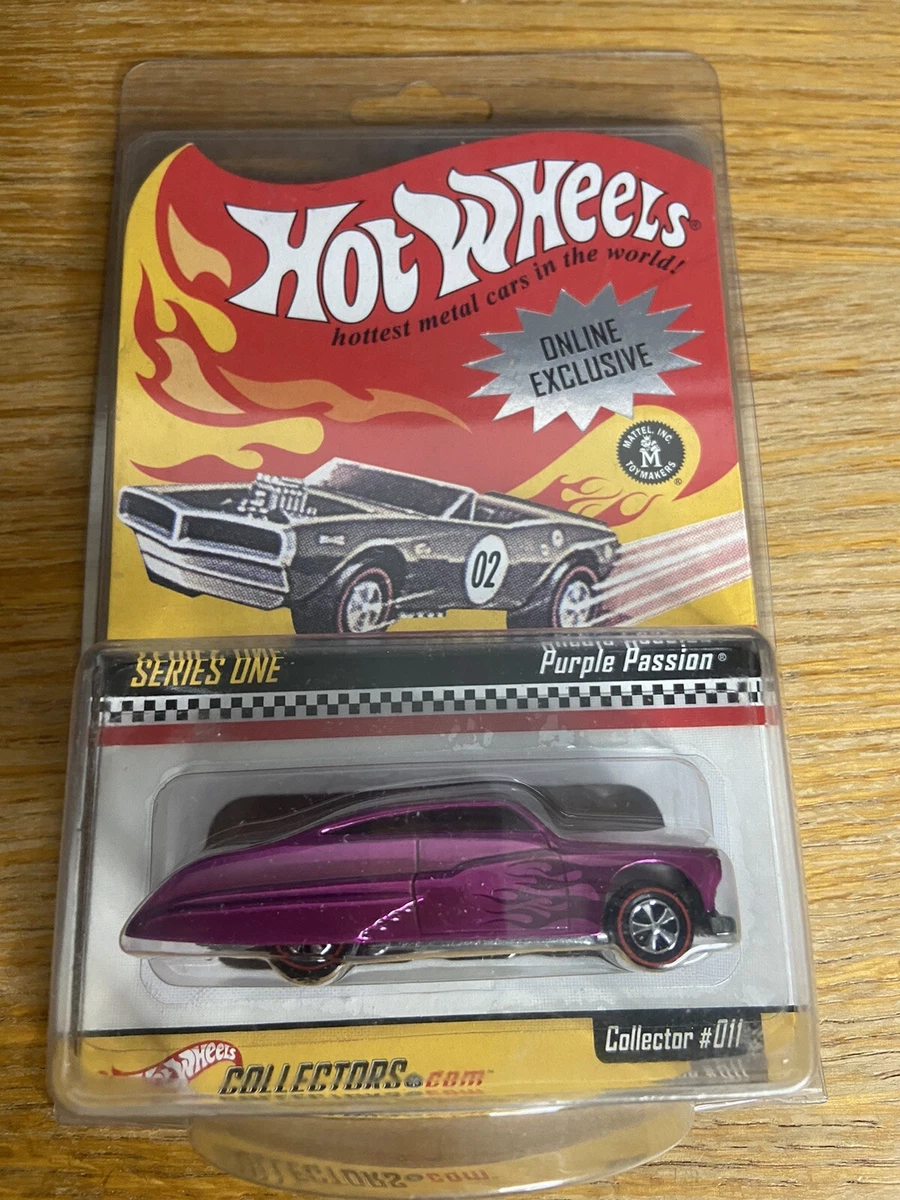 HOT WHEELS®
hottest metal cars in the world!
ONLINE
EXCLUSIVE
MATTEL, INC.
M
TOYMAKERS
®
02
SERIES ONE
Purple Passion®
Collector #011
HOT WHEELS
COLLECTORS.com™